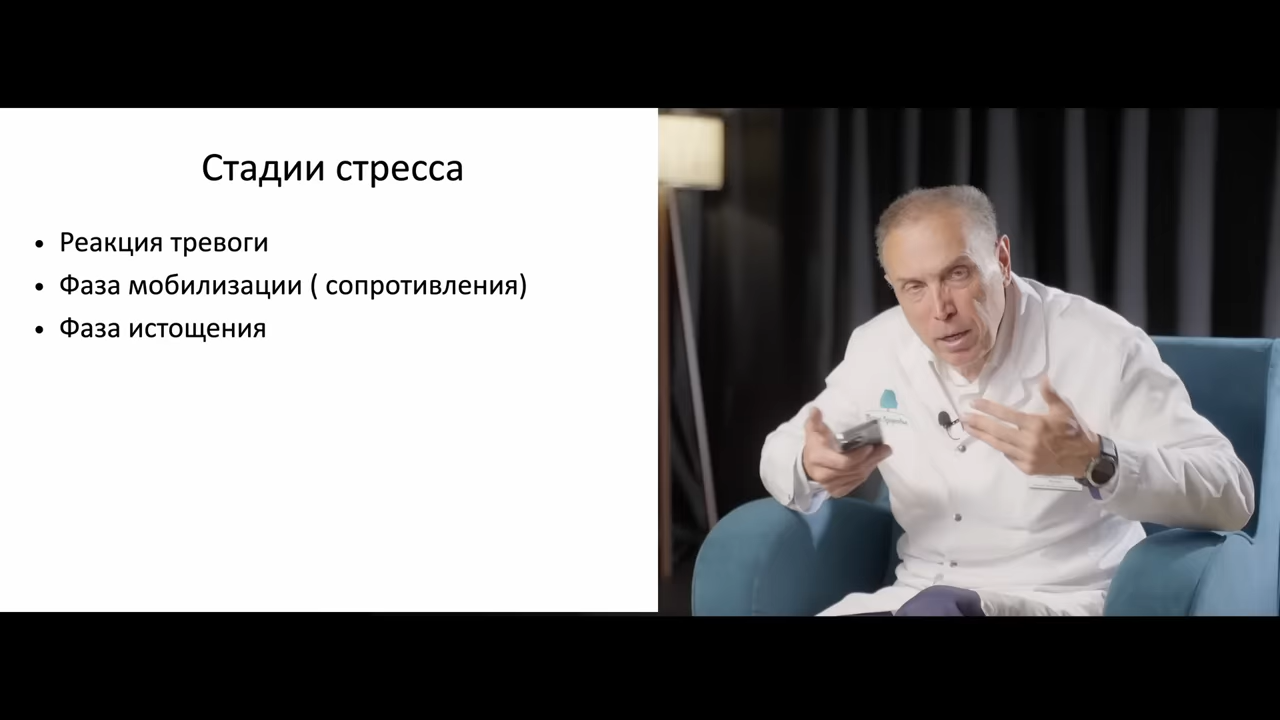 Стадии стресса
• Реакция тревоги
• Фаза мобилизации ( сопротивления)
• Фаза истощения